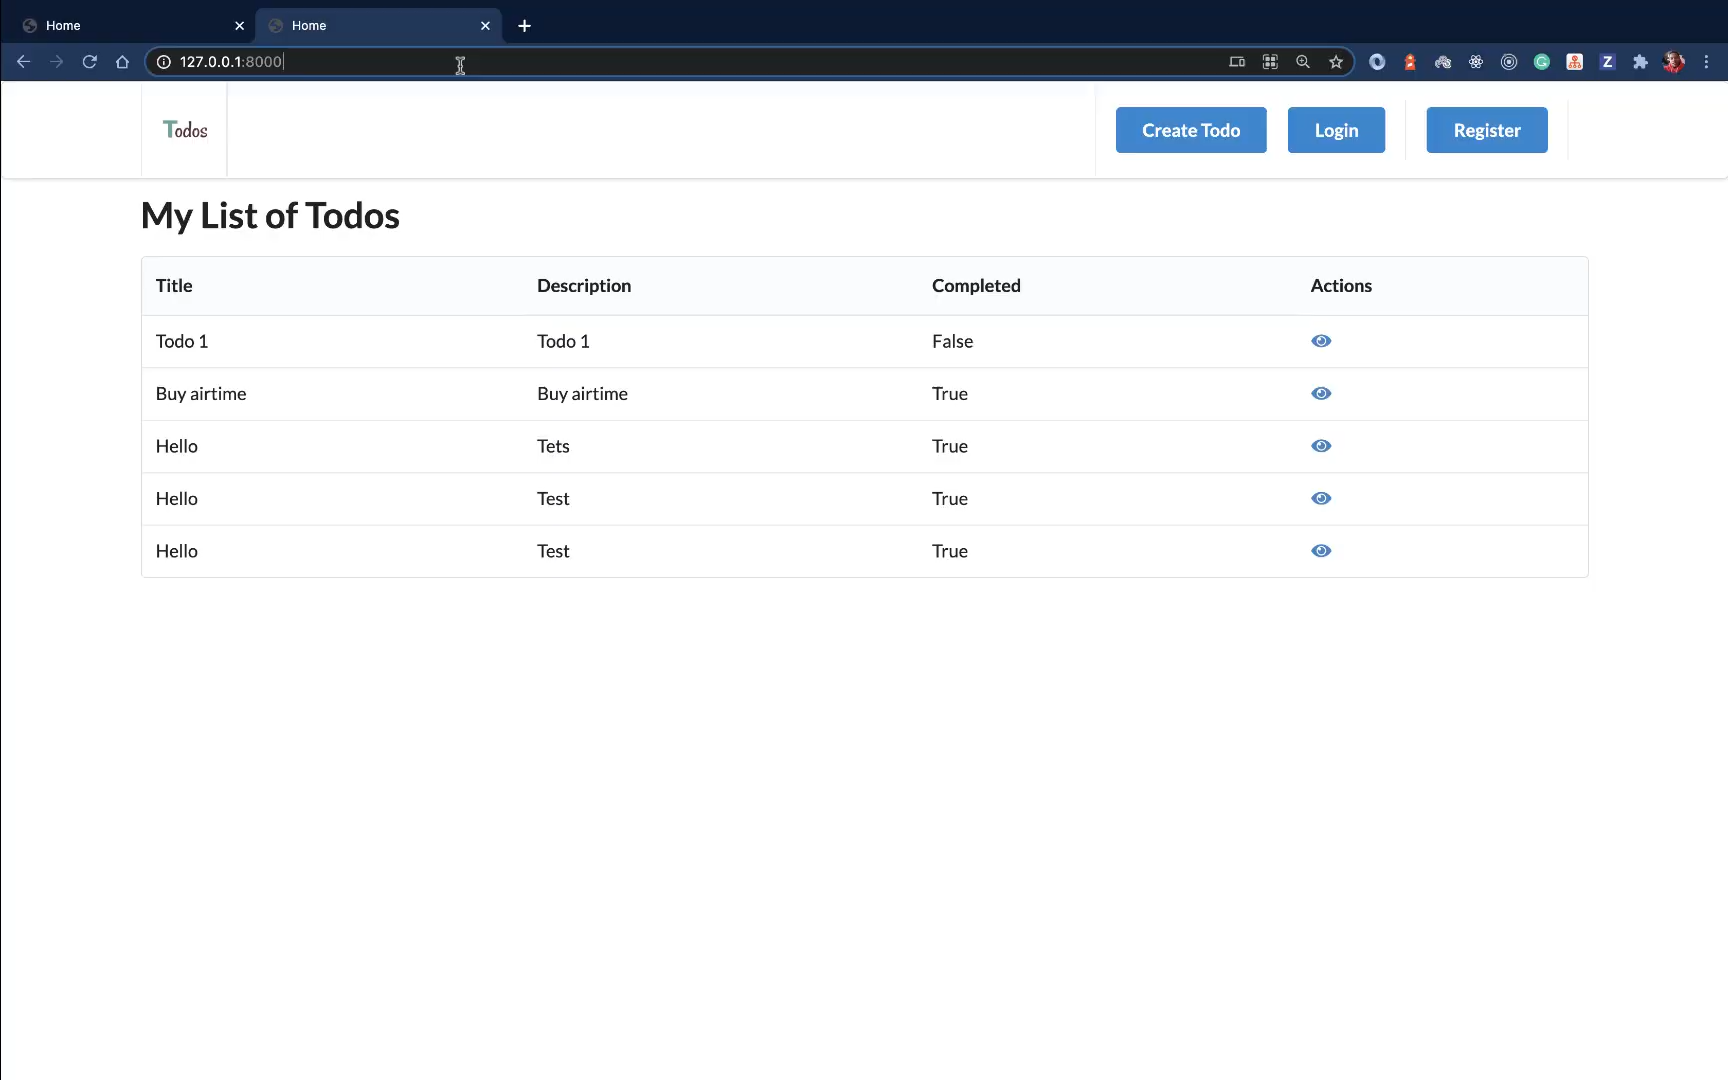 Home
Home
127.0.0.1:8000
Z
Todos
Create Todo
Login
Register
My List of Todos
Title Description Completed Actions
Todo 1 Todo 1 False
Buy airtime Buy airtime True
Hello Tets True
Hello Test True
Hello Test True